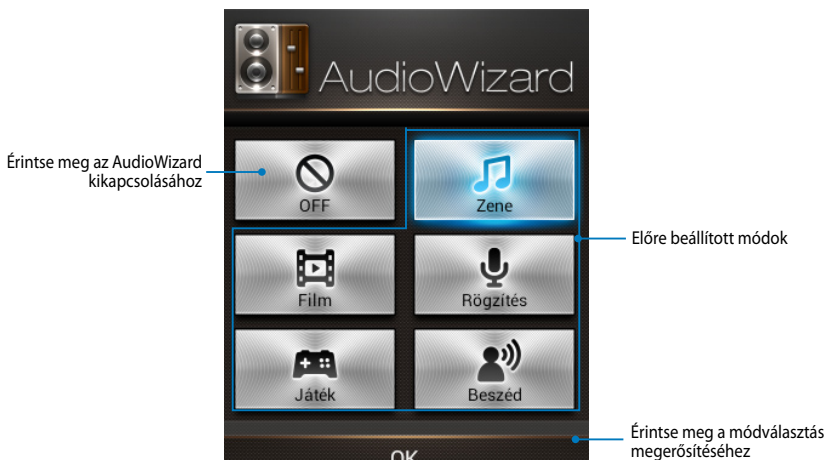 AudioWizard
Érintse meg az AudioWizard
kikapcsolásához
OFF
Zene
Előre beállított módok
Film
Rögzítés
Játék
Beszéd
Érintse meg a módválasztás
megerősítéséhez
OK